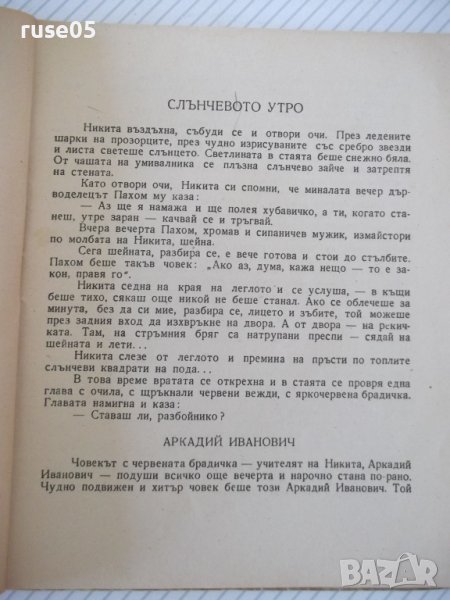 ruse05
СЛЪНЧЕВОТО УТРО
Никита въздъхна, събуди се и отвори очи. През ледените
шарки на прозорците, през чудно изрисуваните със сребро звезди
и листа светеше слънцето. Светлината в стаята беше снежно бяла.
От чашата на умивалника се плъзна слънчево зайче и затрептя
на стената.
Като отвори очи, Никита си спомни, че миналата вечер дър-
воделецът Пахом му каза:
— Аз ще я намажа и ще полея хубавичко, а ти, когато ста-
неш, утре заран — качвай се и тръгвай.
Вчера вечерта Пахом, хромав и сипаничев мужик, измайстори
по молбата на Никита, шейна.
Сега шейната, разбира се, е вече готова и стои до стълбите.
Пахом беше такъв човек: „Ако аз, дума, кажа нещо — то е за-
кон, правя го".
Никита седна на края на леглото и се услуша, — в къщи
беше тихо, сякаш още никой не беше станал. Ако се облечеше за
минута, без да си мие, разбира се, лицето и зъбите, той можеше
през задния вход да изхвръкне на двора. А от двора — на рекич-
ката. Там, на стръмния бряг са натрупани преспи — сядай на
шейната и лети...
Никита слезе от леглото и премина на пръсти по топлите
слънчеви квадрати на пода...
В това време вратата се открехна и в стаята се провря една
глава с очила, с щръкнали червени вежди, с яркочервена брадичка.
Главата намигна и каза:
— Ставаш ли, разбойнико?
АРКАДИЙ ИВАНОВИЧ
Човекът с червената брадичка — учителят на Никита, Аркадий
Иванович — подуши всичко още вечерта и нарочно стана по-рано.
Чудно подвижен и хитър човек беше този Аркадий Иванович. Той
BAZAR